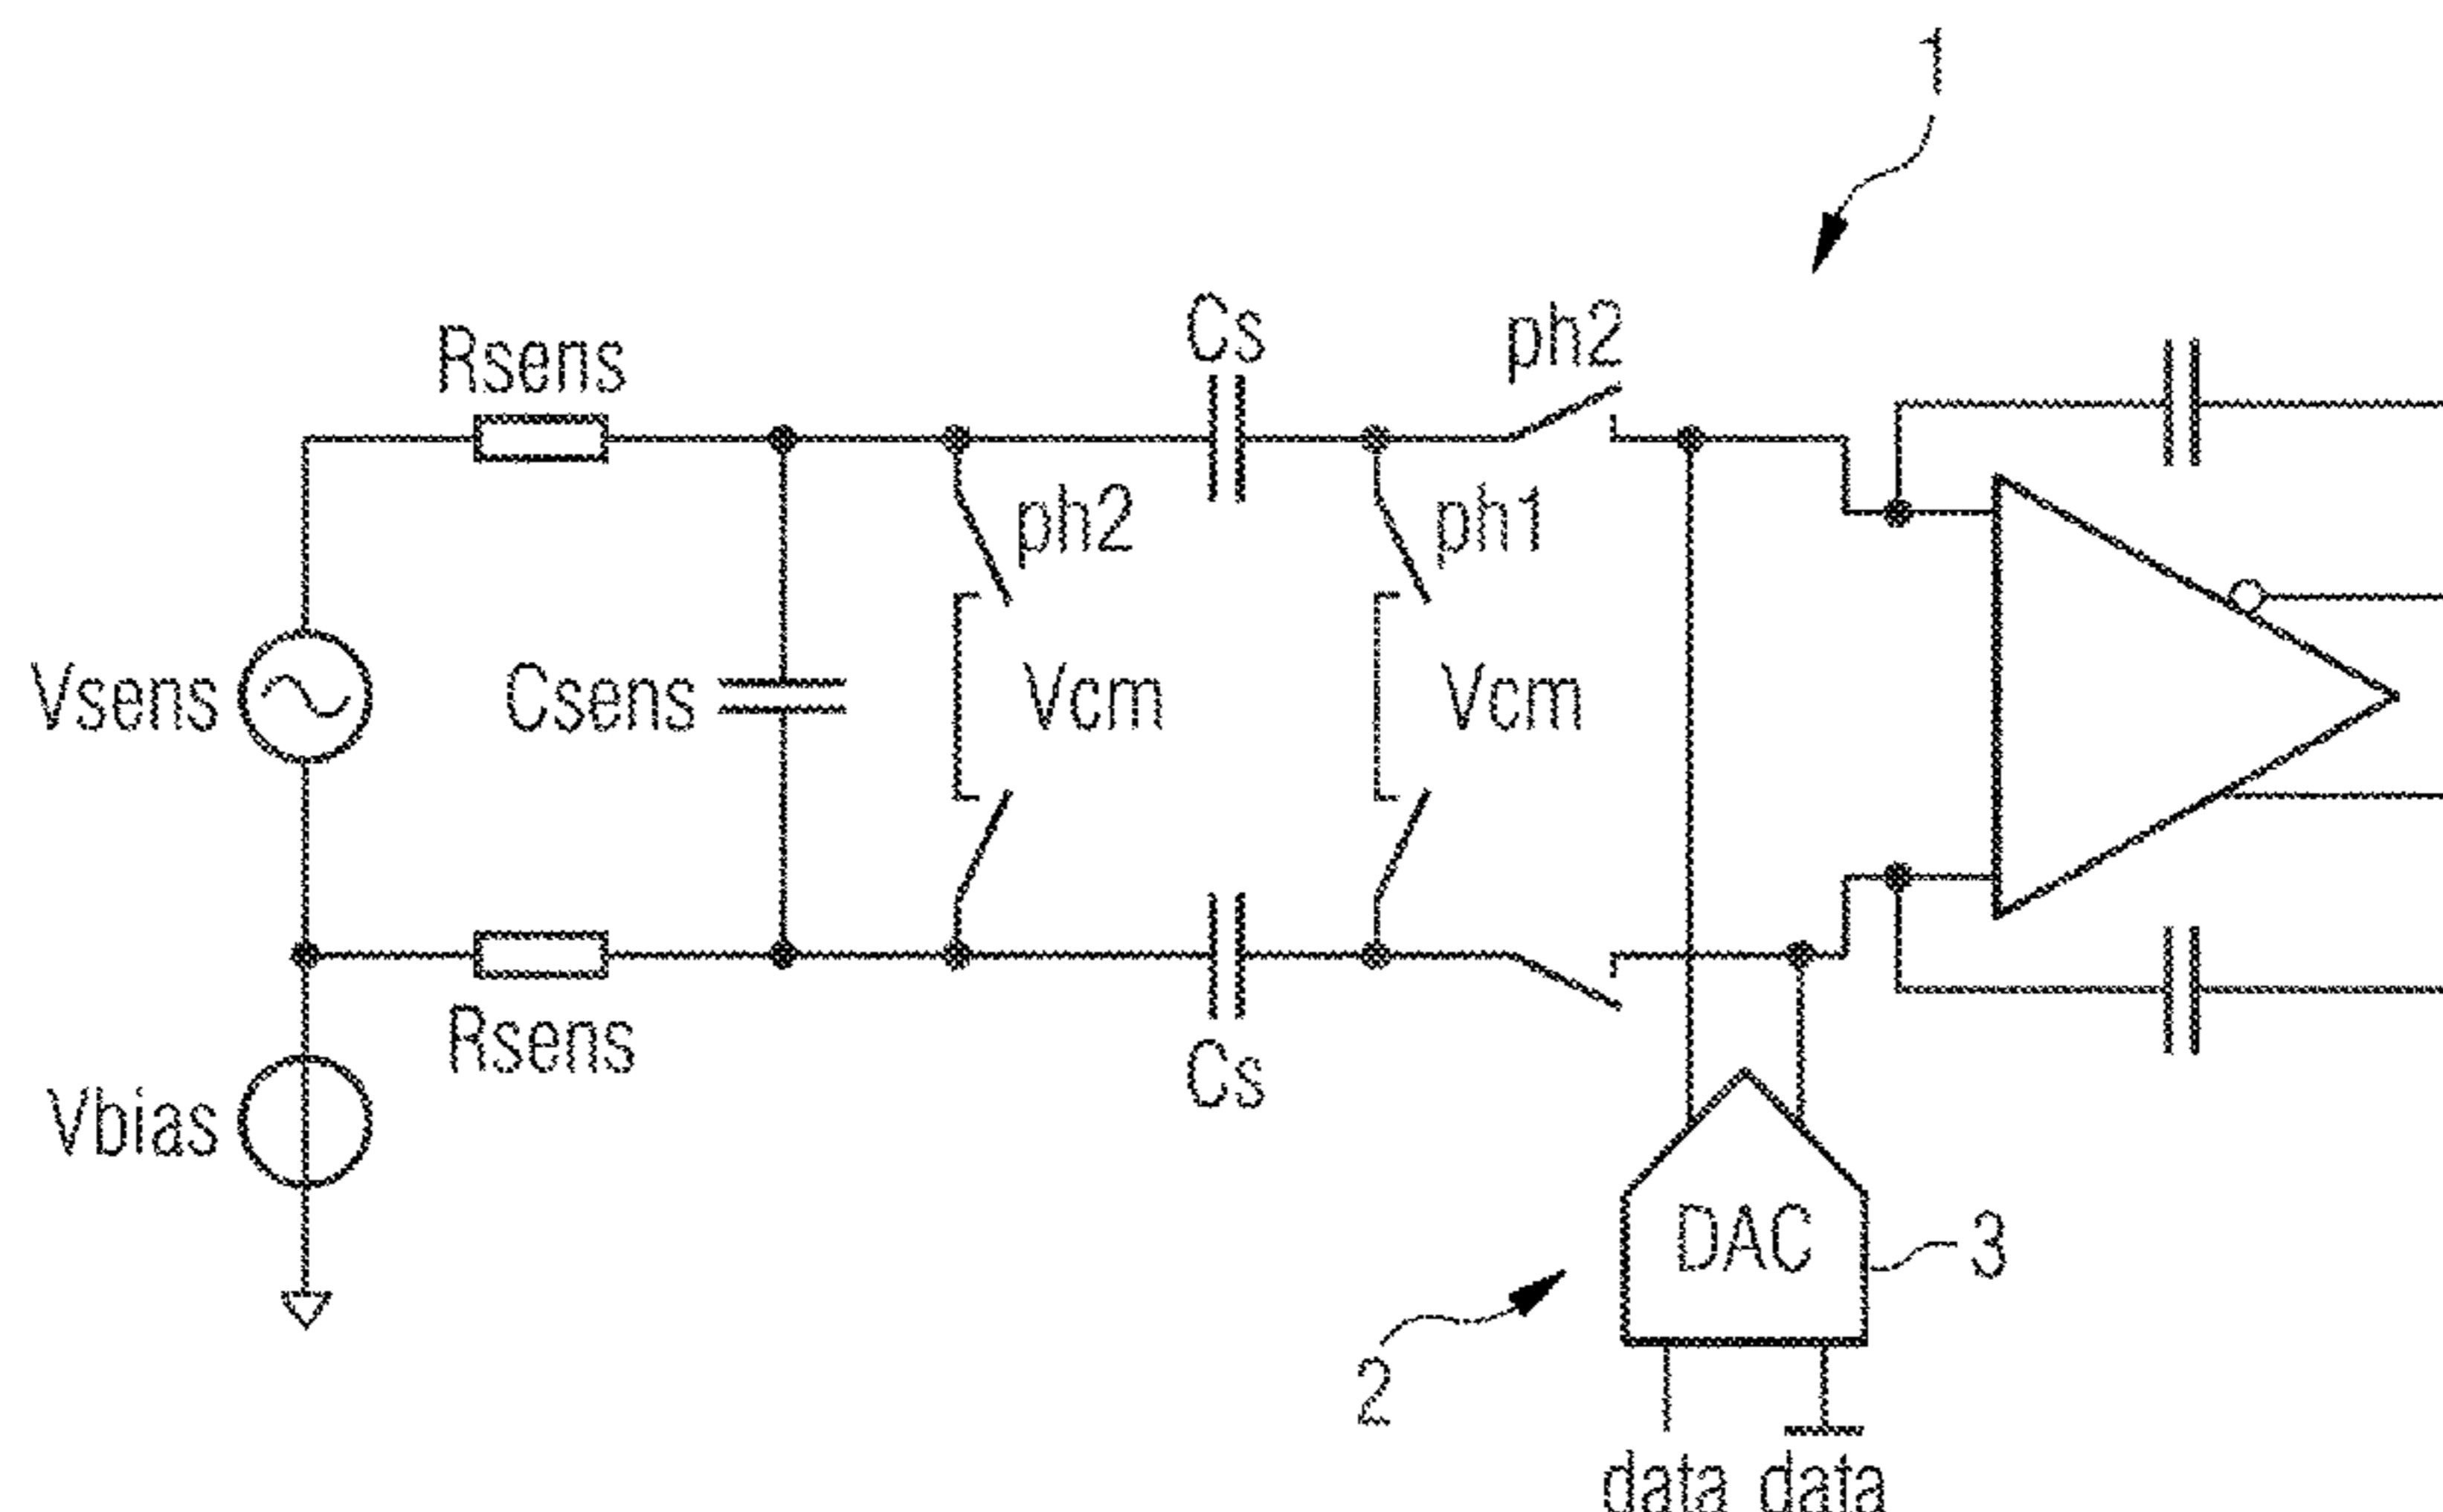 1
Cs
ph2
Rsens
ph2
ph1
Vsens
Csens
Vcm
Vcm
Rsens
Cs
Vbias
DAC
3
2
data data